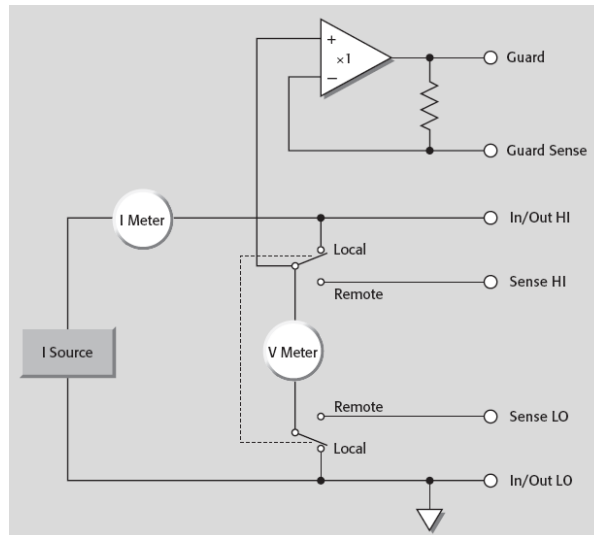 +
×1
−
Guard
Guard Sense
I Meter
In/Out HI
Local
Sense HI
Remote
I Source
V Meter
Remote
Sense LO
Local
In/Out LO